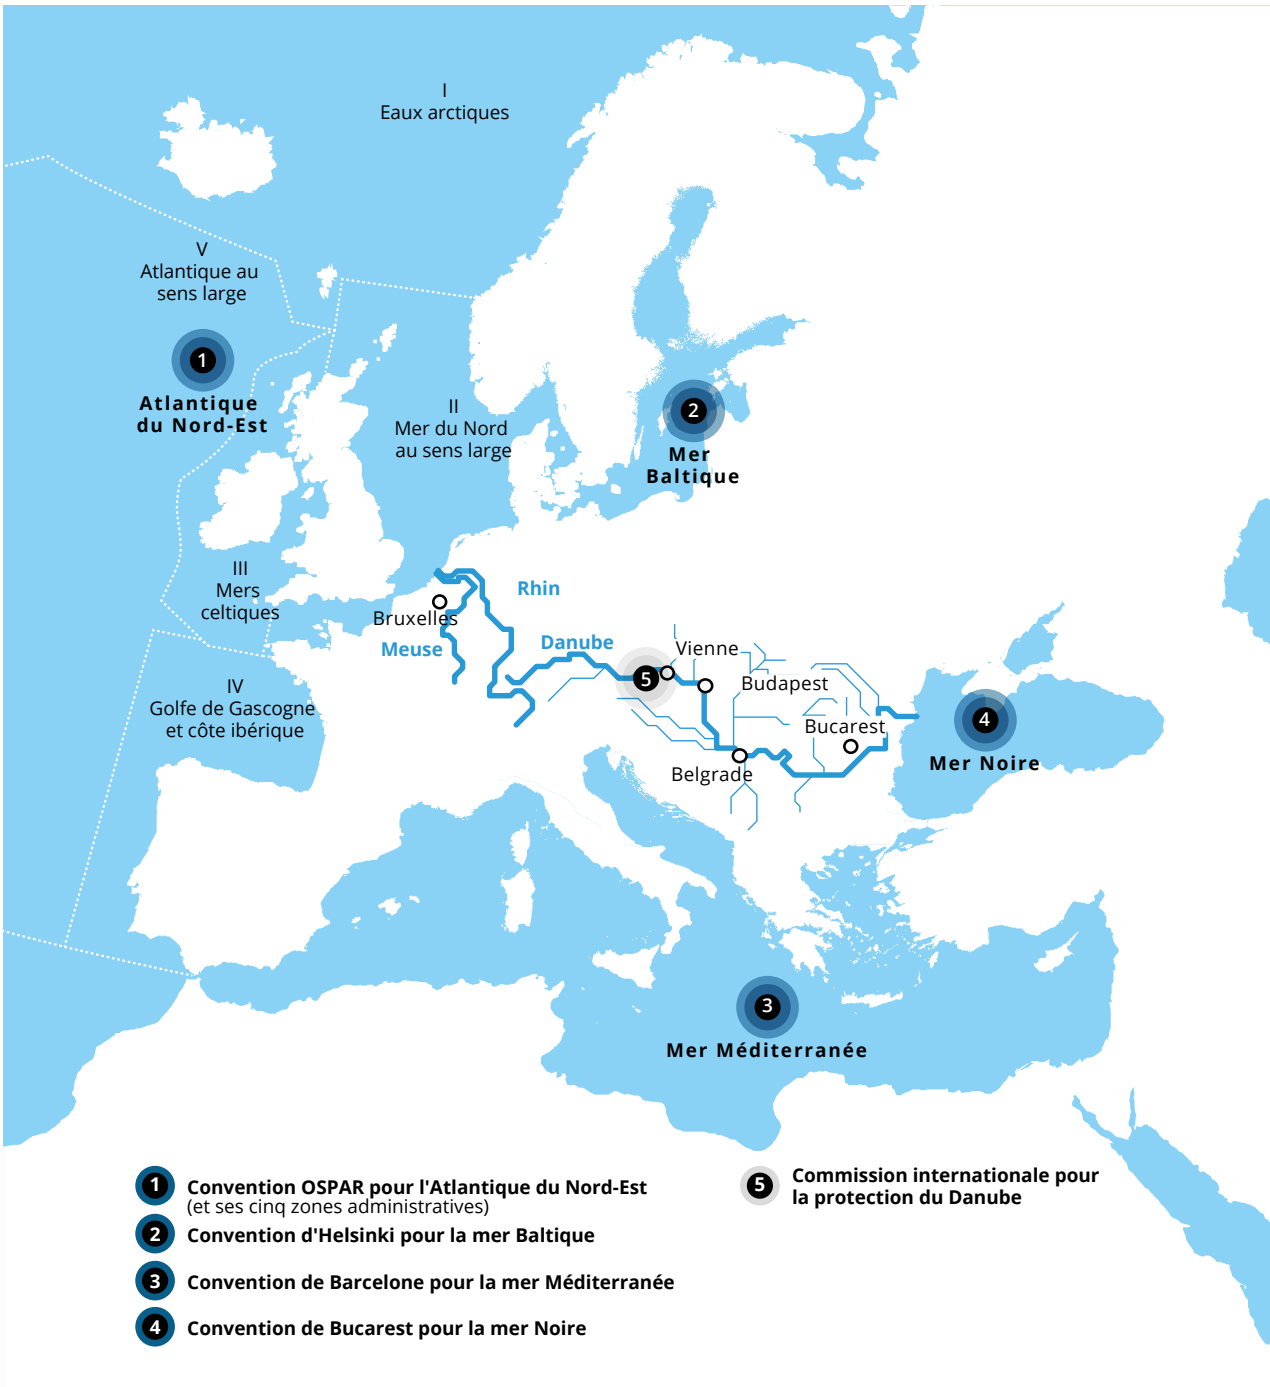 I
Eaux arctiques
V
Atlantique au
sens large
1
Atlantique
du Nord-Est
II
Mer du Nord
au sens large
2
Mer
Baltique
III
Mers
celtiques
Rhin
Bruxelles
Meuse
Danube
Vienne
5
Budapest
IV
Golfe de Gascogne
et côte ibérique
Bucarest
4
Mer Noire
Belgrade
3
Mer Méditerranée
1
Convention OSPAR pour l'Atlantique du Nord-Est
(et ses cinq zones administratives)
2
Convention d'Helsinki pour la mer Baltique
3
Convention de Barcelone pour la mer Méditerranée
4
Convention de Bucarest pour la mer Noire
5
Commission internationale pour
la protection du Danube